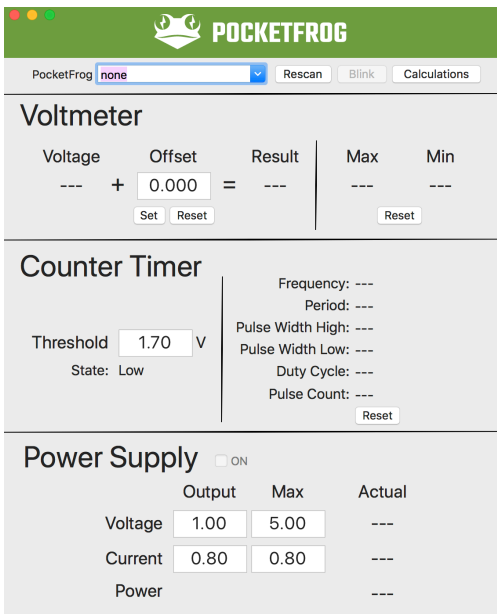 POCKETFROG
PocketFrog none Rescan Blink Calculations
Voltmeter
Voltage Offset Result Max Min
--- + 0.000 = --- --- ---
Set Reset Reset
Counter Timer
Frequency: ---
Period: ---
Pulse Width High: ---
Threshold 1.70 V
Pulse Width Low: ---
State: Low
Duty Cycle: ---
Pulse Count: ---
Reset
Power Supply ON
Output Max Actual
Voltage 1.00 5.00 ---
Current 0.80 0.80 ---
Power ---